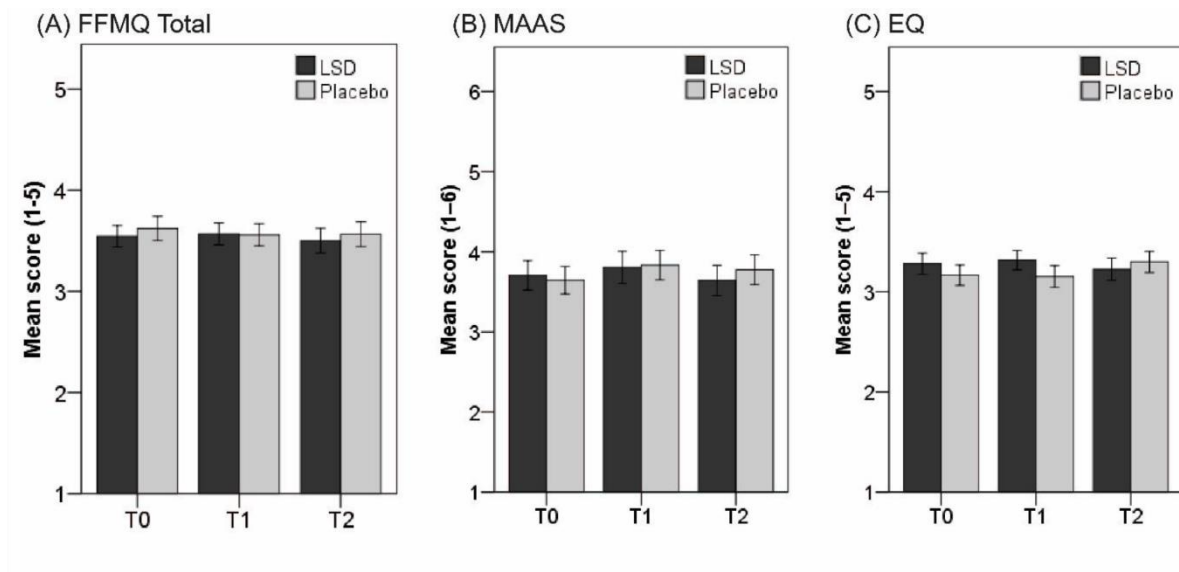 (A) FFMQ Total
LSD
Placebo
5
4
3
2
1
Mean score (1-5)
T0
T1
T2
(B) MAAS
LSD
Placebo
6
5
4
3
2
1
Mean score (1–6)
T0
T1
T2
(C) EQ
LSD
Placebo
5
4
3
2
1
Mean score (1–5)
T0
T1
T2